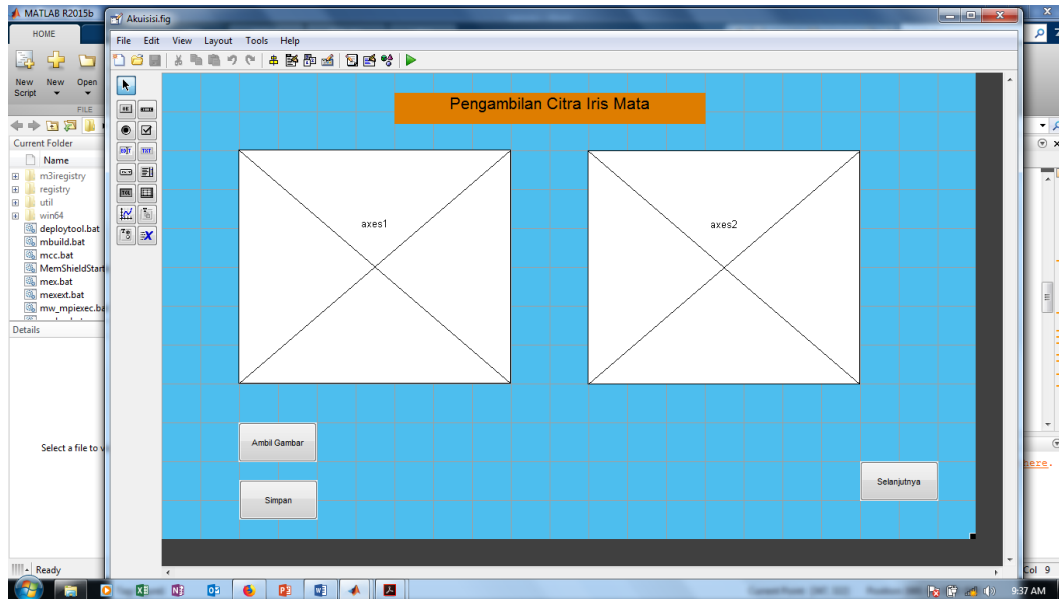 MATLAB R2015b
Akuisisi.fig
HOME
File Edit View Layout Tools Help
New Script
New
Open
FILE
Current Folder
Name
m3iregistry
registry
util
win64
deploytool.bat
mbuild.bat
mcc.bat
MemShieldStart
mex.bat
mexext.bat
mw_mpiexec.ba
Details
Select a file to v
Ready
Pengambilan Citra Iris Mata
axes1
axes2
Ambil Gambar
Simpan
Selanjutnya
here.
Col 9
9:37 AM